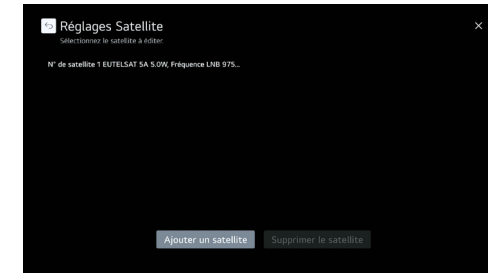 Réglages Satellite
Sélectionnez le satellite à éditer.
N° de satellite 1 EUTELSAT 5A 5.0W, Fréquence LNB 975...
Ajouter un satellite
Supprimer le satellite